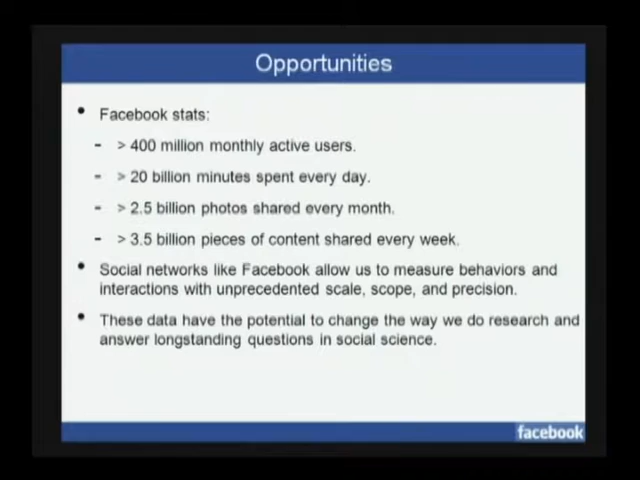 Opportunities
• Facebook stats:
- > 400 million monthly active users.
- > 20 billion minutes spent every day.
- > 2.5 billion photos shared every month.
- > 3.5 billion pieces of content shared every week.
• Social networks like Facebook allow us to measure behaviors and
interactions with unprecedented scale, scope, and precision.
• These data have the potential to change the way we do research and
answer longstanding questions in social science.
facebook